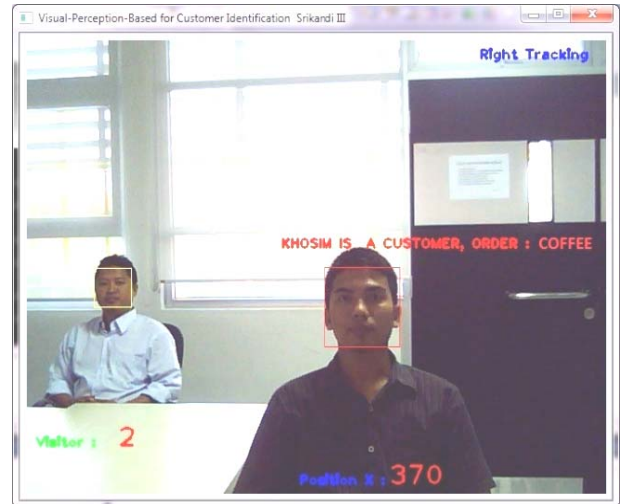 Visual-Perception-Based for Customer Identification Srikandi III
Right Tracking
KHOSIM IS A CUSTOMER, ORDER : COFFEE
Visitor : 2
Position X : 370